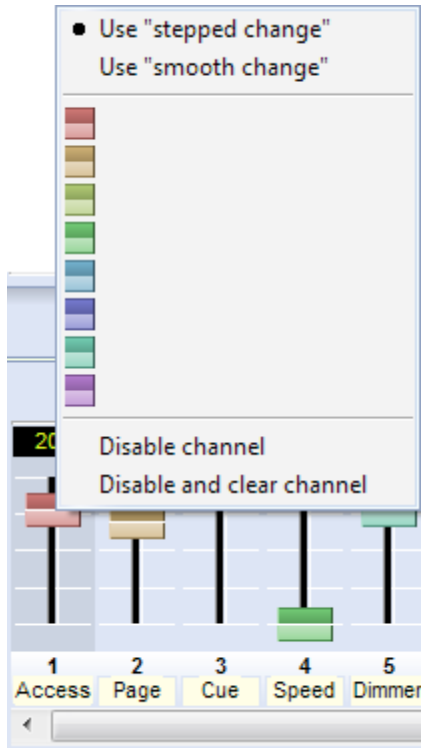 Use "stepped change"
Use "smooth change"
Disable channel
Disable and clear channel
1 2 3 4 5
Access Page Cue Speed Dimmer